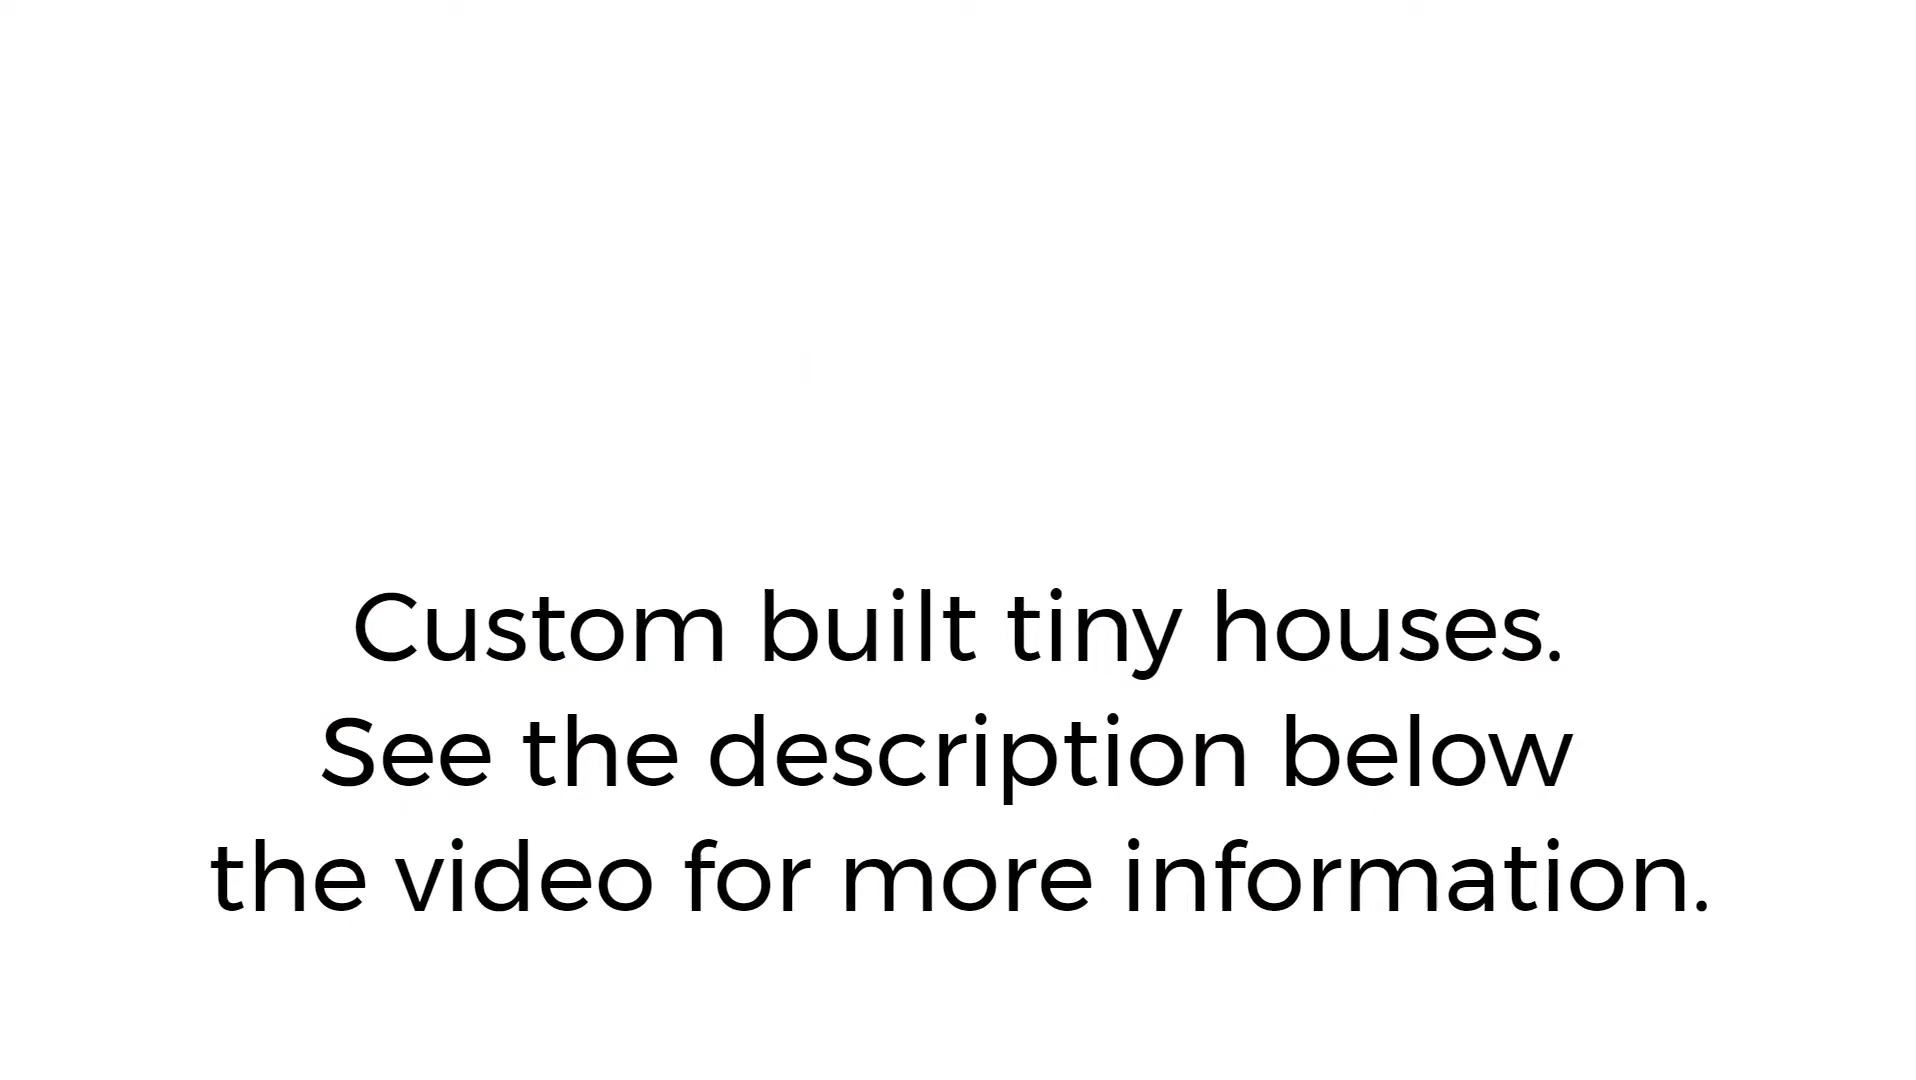 Custom built tiny houses.
See the description below
the video for more information.